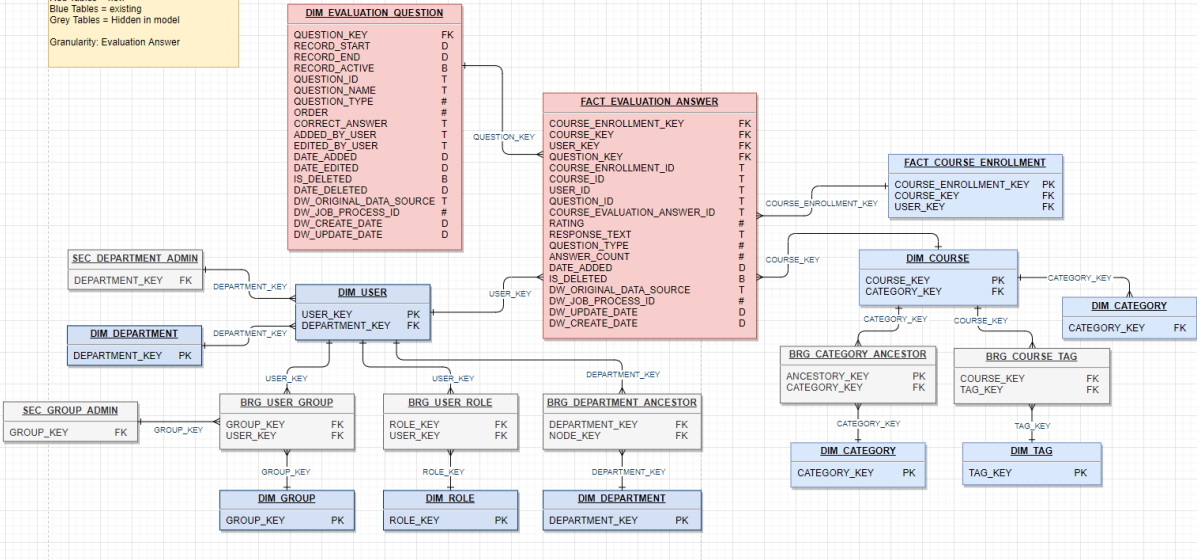 Blue Tables = existing
Grey Tables = Hidden in model
Granularity: Evaluation Answer
DIM_EVALUATION_QUESTION
QUESTION_KEY FK
RECORD_START D
RECORD_END D
RECORD_ACTIVE B
QUESTION_ID T
QUESTION_NAME T
QUESTION_TYPE #
ORDER #
CORRECT_ANSWER T
ADDED_BY_USER T
EDITED_BY_USER T
DATE_ADDED D
DATE_EDITED D
IS_DELETED B
DATE_DELETED D
DW_ORIGINAL_DATA_SOURCE T
DW_JOB_PROCESS_ID #
DW_CREATE_DATE D
DW_UPDATE_DATE D
QUESTION_KEY
FACT_EVALUATION_ANSWER
COURSE_ENROLLMENT_KEY FK
COURSE_KEY FK
USER_KEY FK
QUESTION_KEY FK
COURSE_ENROLLMENT_ID T
COURSE_ID T
USER_ID T
QUESTION_ID T
COURSE_EVALUATION_ANSWER_ID T
RATING #
RESPONSE_TEXT T
QUESTION_TYPE #
ANSWER_COUNT #
DATE_ADDED D
IS_DELETED B
DW_ORIGINAL_DATA_SOURCE T
DW_JOB_PROCESS_ID #
DW_UPDATE_DATE D
DW_CREATE_DATE D
COURSE_ENROLLMENT_KEY
FACT_COURSE_ENROLLMENT
COURSE_ENROLLMENT_KEY PK
COURSE_KEY FK
USER_KEY FK
COURSE_KEY
DIM_COURSE
COURSE_KEY PK
CATEGORY_KEY FK
CATEGORY_KEY
DIM_CATEGORY
CATEGORY_KEY FK
SEC_DEPARTMENT_ADMIN
DEPARTMENT_KEY FK
DEPARTMENT_KEY
DIM_DEPARTMENT
DEPARTMENT_KEY PK
DEPARTMENT_KEY
DIM_USER
USER_KEY PK
DEPARTMENT_KEY FK
USER_KEY
CATEGORY_KEY
COURSE_KEY
BRG_CATEGORY_ANCESTOR
ANCESTORY_KEY PK
CATEGORY_KEY FK
BRG_COURSE_TAG
COURSE_KEY FK
TAG_KEY FK
USER_KEY
USER_KEY
DEPARTMENT_KEY
SEC_GROUP_ADMIN
GROUP_KEY FK
GROUP_KEY
BRG_USER_GROUP
GROUP_KEY FK
USER_KEY FK
BRG_USER_ROLE
ROLE_KEY FK
USER_KEY FK
BRG_DEPARTMENT_ANCESTOR
DEPARTMENT_KEY FK
NODE_KEY FK
CATEGORY_KEY
TAG_KEY
DIM_CATEGORY
CATEGORY_KEY PK
DIM_TAG
TAG_KEY PK
GROUP_KEY
ROLE_KEY
DEPARTMENT_KEY
DIM_GROUP
GROUP_KEY PK
DIM_ROLE
ROLE_KEY PK
DIM_DEPARTMENT
DEPARTMENT_KEY PK